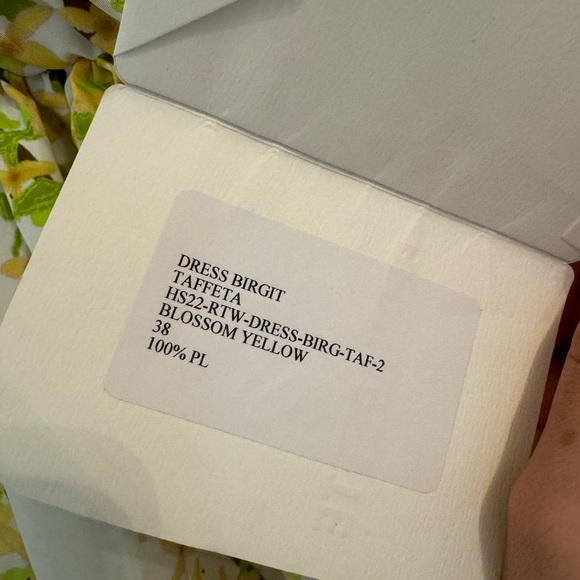 DRESS BIRGIT
TAFFETA
HS22-RTW-DRESS-BIRG-TAF-2
BLOSSOM YELLOW
38
100% PL